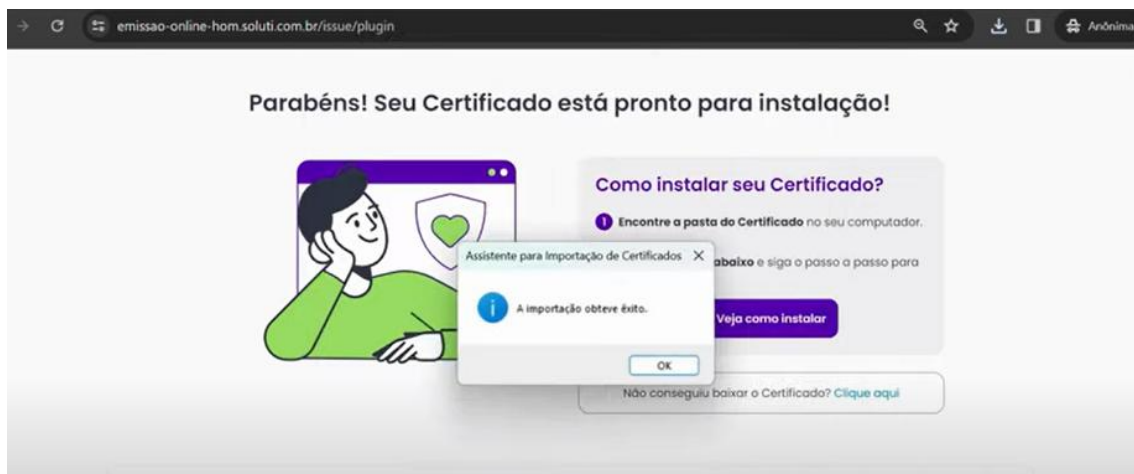 emissao-online-hom.soluti.com.br/issue/plugin
Anônima
Parabéns! Seu Certificado está pronto para instalação!
Como instalar seu Certificado?
1 Encontre a pasta do Certificado no seu computador.
Assistente para Importação de Certificados
abaixo e siga o passo a passo para
A importação obteve êxito.
Veja como instalar
OK
Não conseguiu baixar o Certificado? Clique aqui